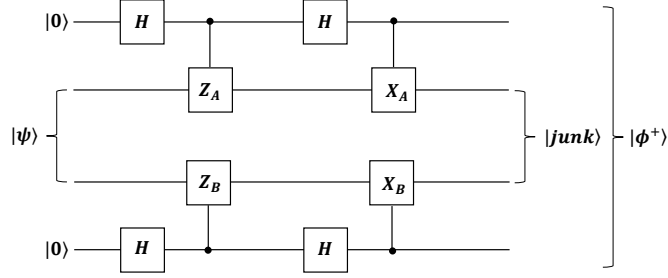 |0⟩ H H
Z_A X_A
|ψ⟩ |junk⟩ |ϕ⁺⟩
Z_B X_B
|0⟩ H H